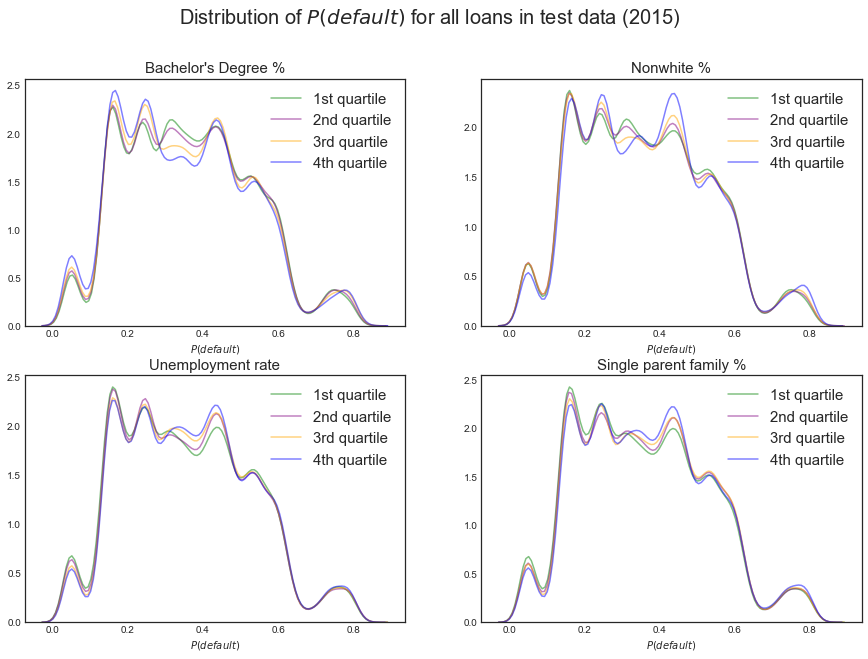 Distribution of P(default) for all loans in test data (2015)
Bachelor's Degree %
1st quartile
2nd quartile
3rd quartile
4th quartile
2.5
2.0
1.5
1.0
0.5
0.0
0.0 0.2 0.4 0.6 0.8
P(default)
Nonwhite %
1st quartile
2nd quartile
3rd quartile
4th quartile
2.0
1.5
1.0
0.5
0.0
0.0 0.2 0.4 0.6 0.8
P(default)
Unemployment rate
1st quartile
2nd quartile
3rd quartile
4th quartile
2.5
2.0
1.5
1.0
0.5
0.0
0.0 0.2 0.4 0.6 0.8
P(default)
Single parent family %
1st quartile
2nd quartile
3rd quartile
4th quartile
2.5
2.0
1.5
1.0
0.5
0.0
0.0 0.2 0.4 0.6 0.8
P(default)